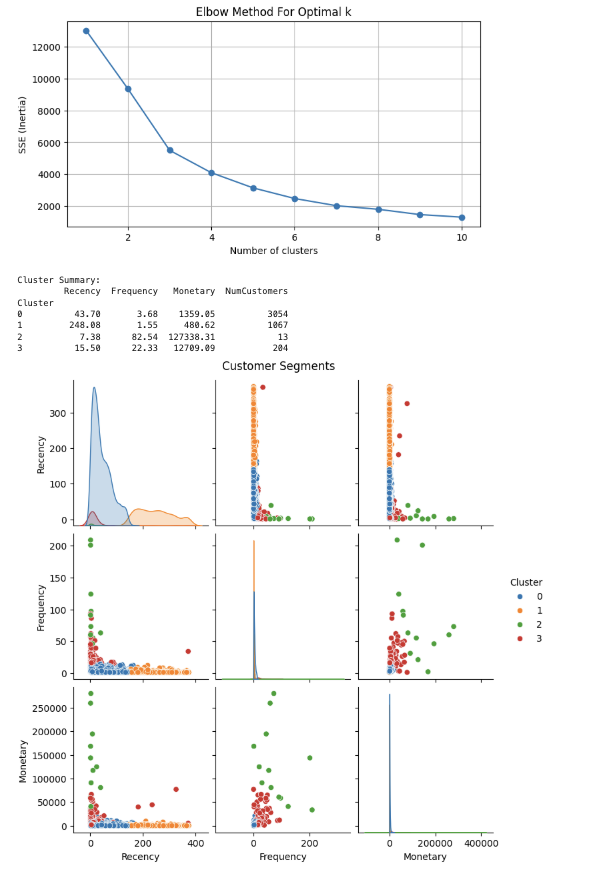 Elbow Method For Optimal k
12000
10000
8000
6000
4000
2000
SSE (Inertia)
2 4 6 8 10
Number of clusters
Cluster Summary:
Recency Frequency Monetary NumCustomers
Cluster
0 43.70 3.68 1359.05 3054
1 248.08 1.55 480.62 1067
2 7.38 82.54 127338.31 13
3 15.50 22.33 12709.09 204
Customer Segments
300
200
100
0
Recency
200
150
100
50
0
Frequency
Cluster
0
1
2
3
250000
200000
150000
100000
50000
0
Monetary
0 200 400 0 200 0 200000 400000
Recency Frequency Monetary